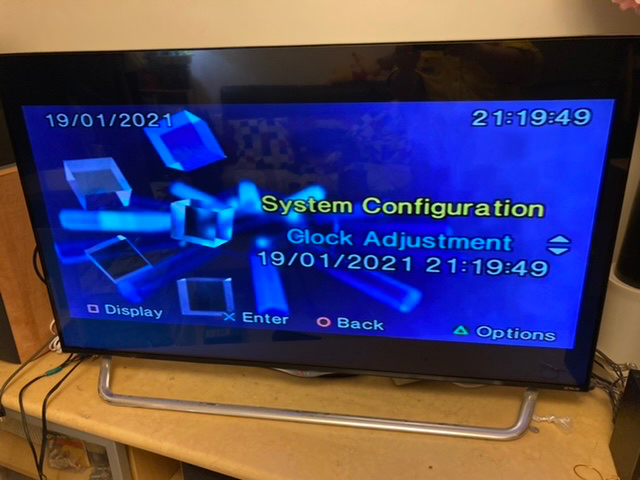 19/01/2021
21:19:49
System Configuration
Clock Adjustment
19/01/2021 21:19:49
Display
Enter
Back
Options